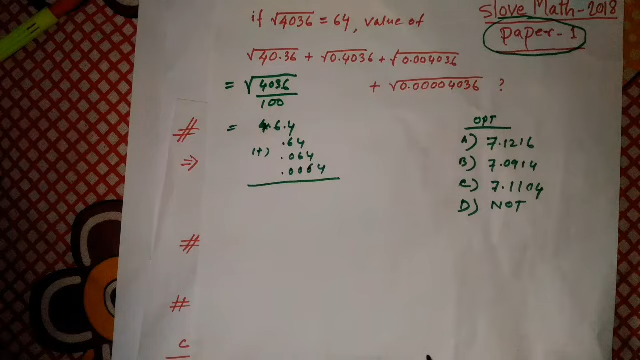 Slove Math-2018
Paper-1
if √4036 = 64, value of
√40.36 + √0.4036 + √0.004036
+ √0.00004036 ?
= √4036
100
= 6.4
.64
(+) .064
.0064
OPT
A) 7.1216
B) 7.0914
C) 7.1104
D) NOT
#
⇒
#
#
C